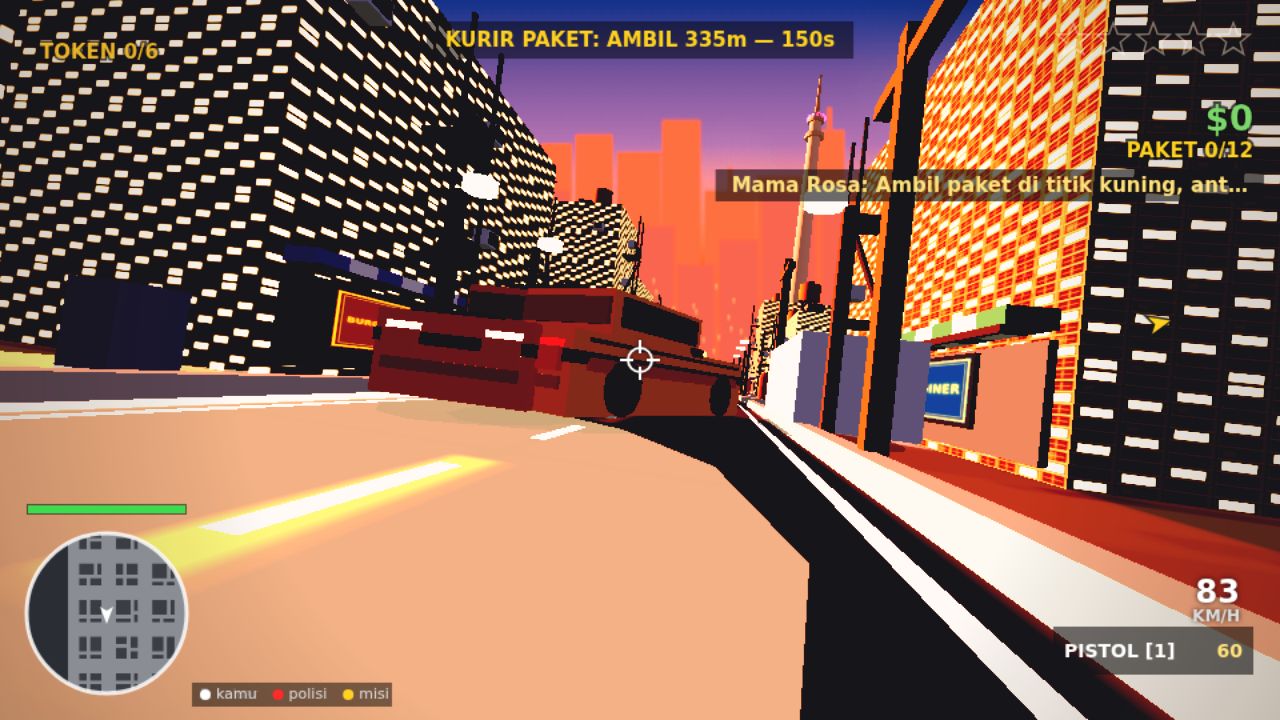 KURIR PAKET: AMBIL 335m — 150s
TOKEN 0/6
$0
PAKET 0/12
Mama Rosa: Ambil paket di titik kuning, ant...
83
KM/H
PISTOL [1] 60
kamu polisi misi